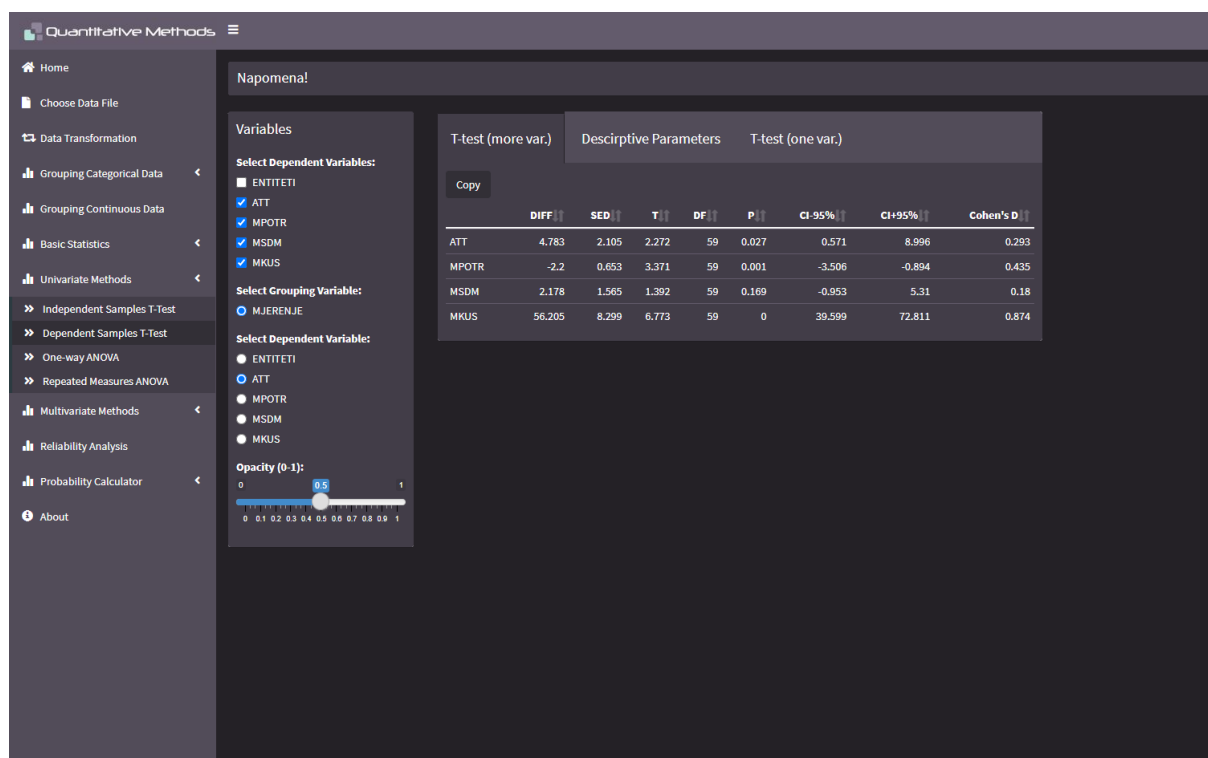 Quantitative Methods
Home
Choose Data File
Data Transformation
Grouping Categorical Data
Grouping Continuous Data
Basic Statistics
Univariate Methods
Independent Samples T-Test
Dependent Samples T-Test
One-way ANOVA
Repeated Measures ANOVA
Multivariate Methods
Reliability Analysis
Probability Calculator
About
Napomena!
Variables
Select Dependent Variables:
ENTITETI
ATT
MPOTR
MSDM
MKUS
Select Grouping Variable:
MJERENJE
Select Dependent Variable:
ENTITETI
ATT
MPOTR
MSDM
MKUS
Opacity (0-1):
0 0.5 1
0 0.1 0.2 0.3 0.4 0.5 0.6 0.7 0.8 0.9 1
T-test (more var.) Descirptive Parameters T-test (one var.)
Copy
DIFF SED T DF P CI-95% CI+95% Cohen's D
ATT 4.783 2.105 2.272 59 0.027 0.571 8.996 0.293
MPOTR -2.2 0.653 3.371 59 0.001 -3.506 -0.894 0.435
MSDM 2.178 1.565 1.392 59 0.169 -0.953 5.31 0.18
MKUS 56.205 8.299 6.773 59 0 39.599 72.811 0.874